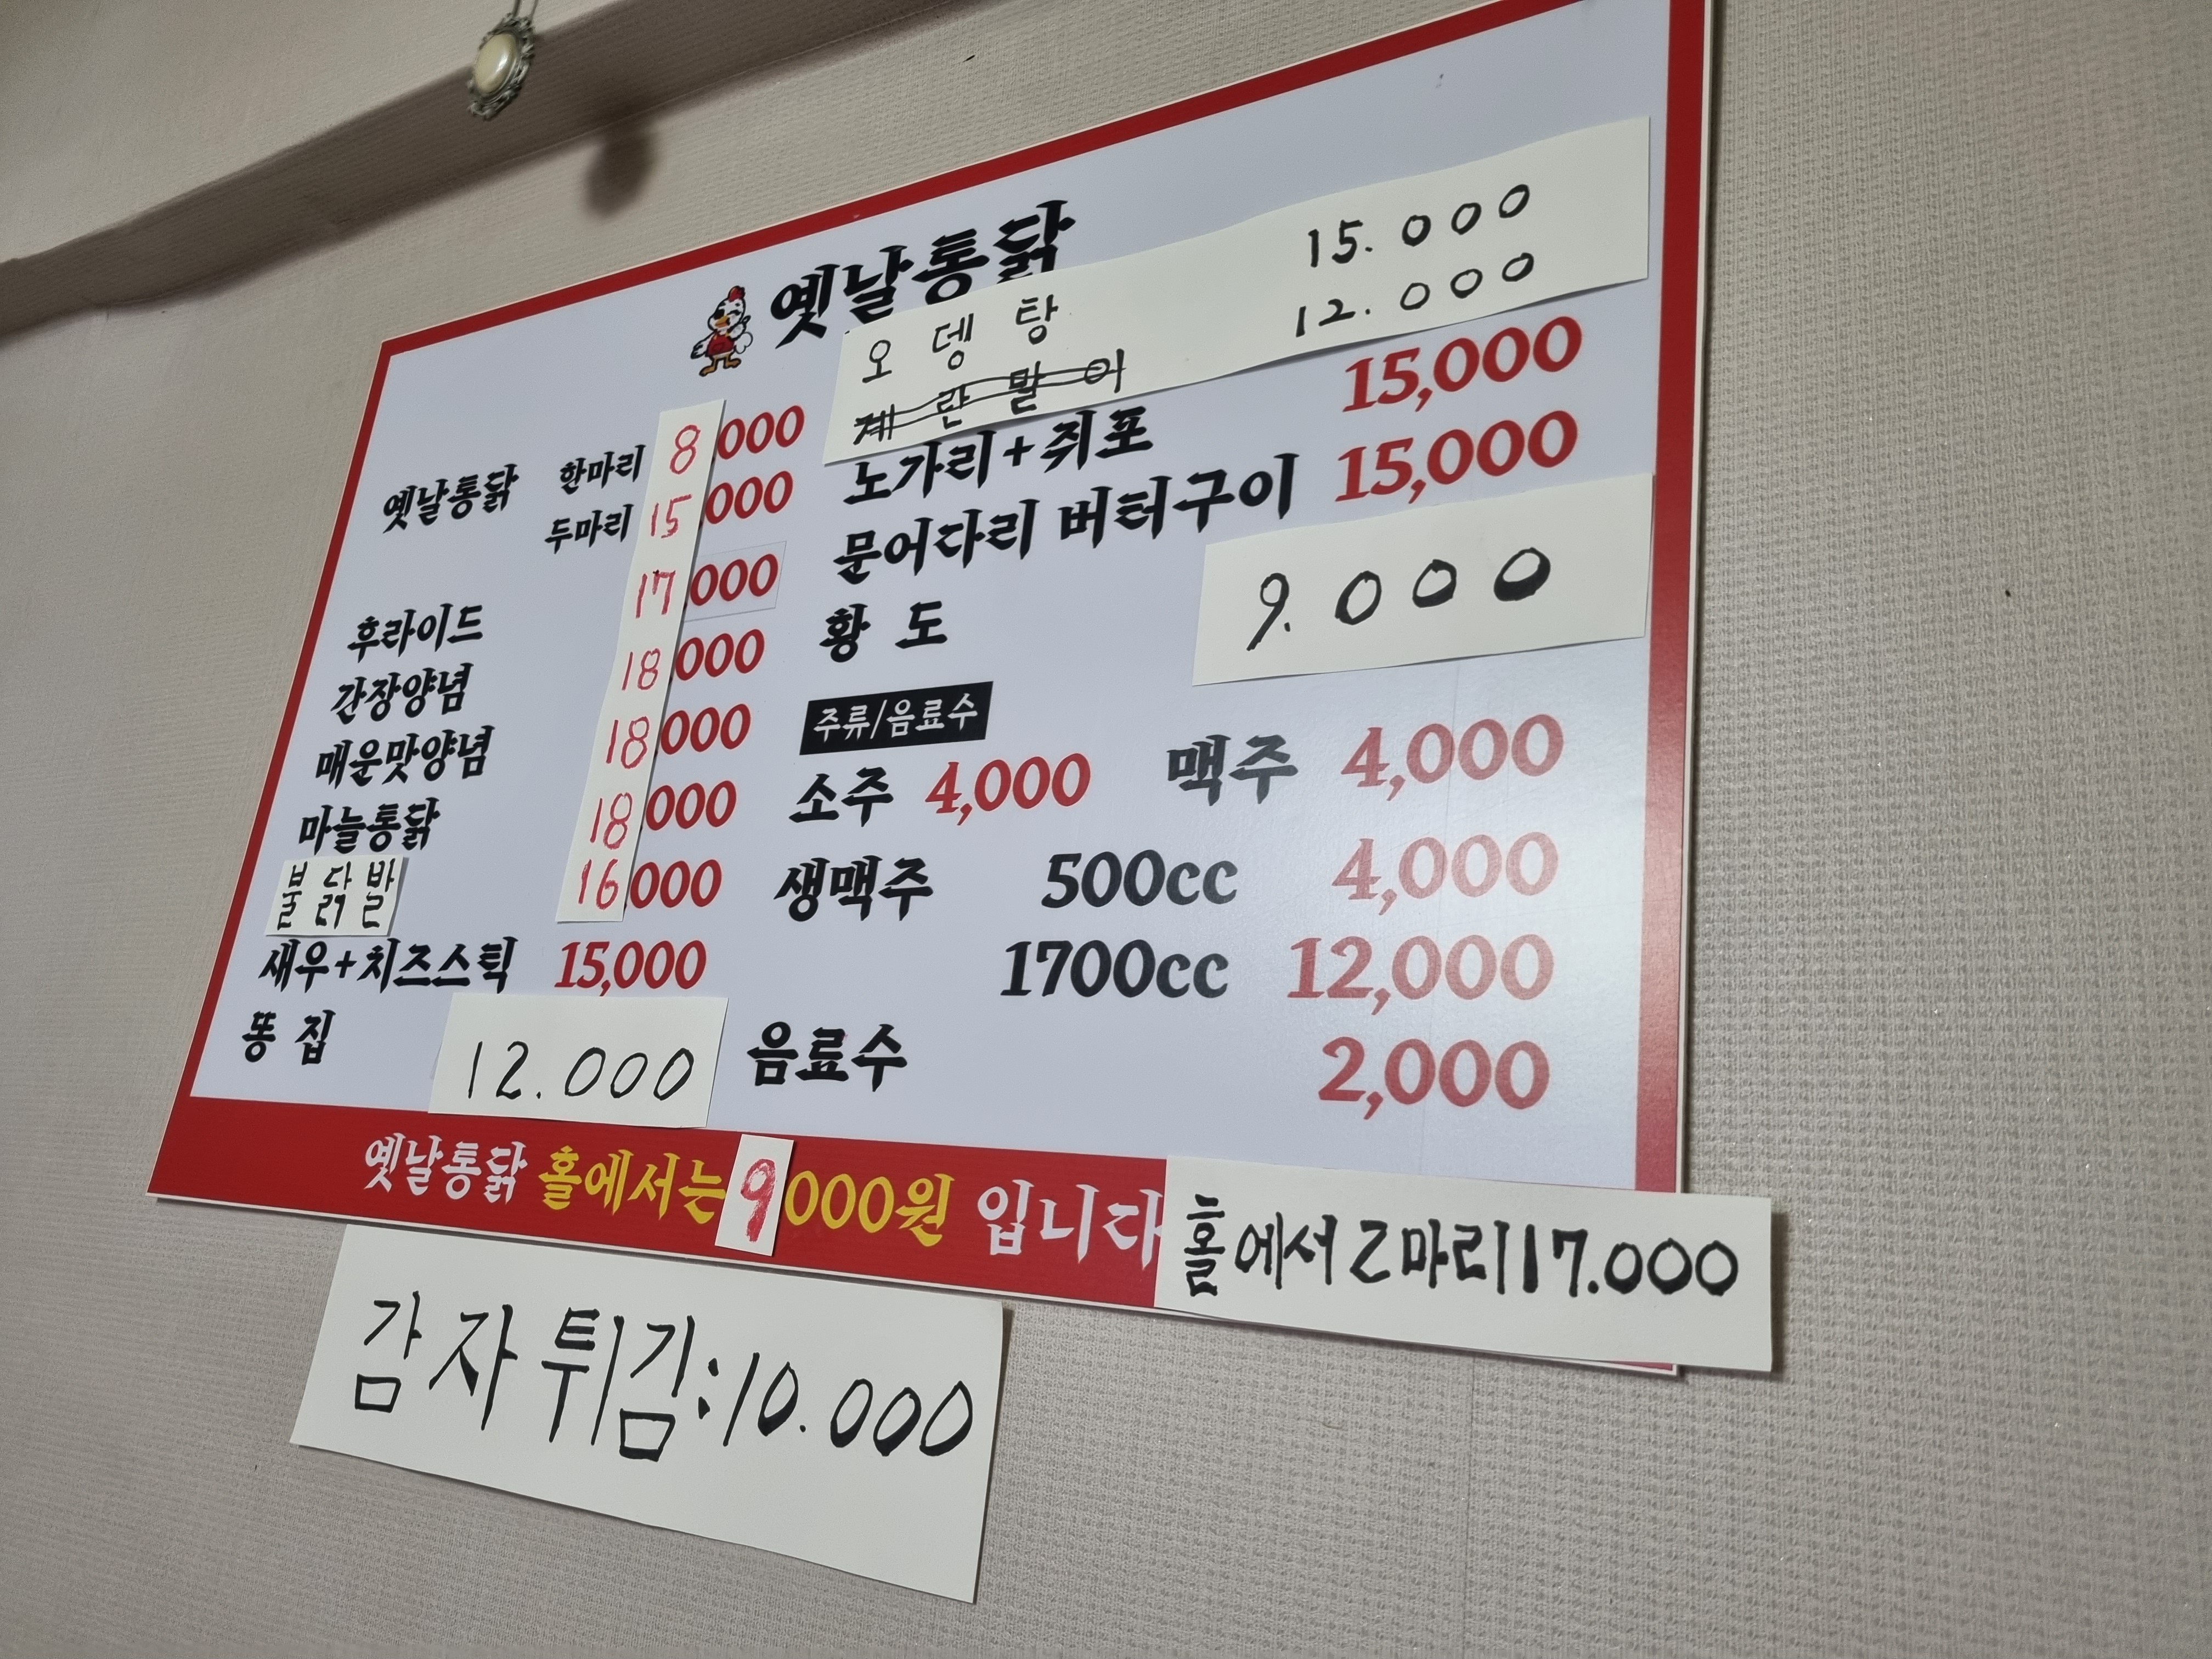 옛날통닭
옛날통닭 한마리 8,000
두마리 15,000
후라이드 17,000
간장양념 18,000
매운맛양념 18,000
마늘통닭 18,000
불닭발 16,000
새우+치즈스틱 15,000
똥집 12.000
오뎅탕 15.000
계란말이 12.000
노가리+쥐포 15,000
문어다리 버터구이 15,000
황도 9.000
주류/음료수
소주 4,000 맥주 4,000
생맥주 500cc 4,000
1700cc 12,000
음료수 2,000
옛날통닭 홀에서는 9000원 입니다
홀에서 2마리 17.000
감자튀김:10.000